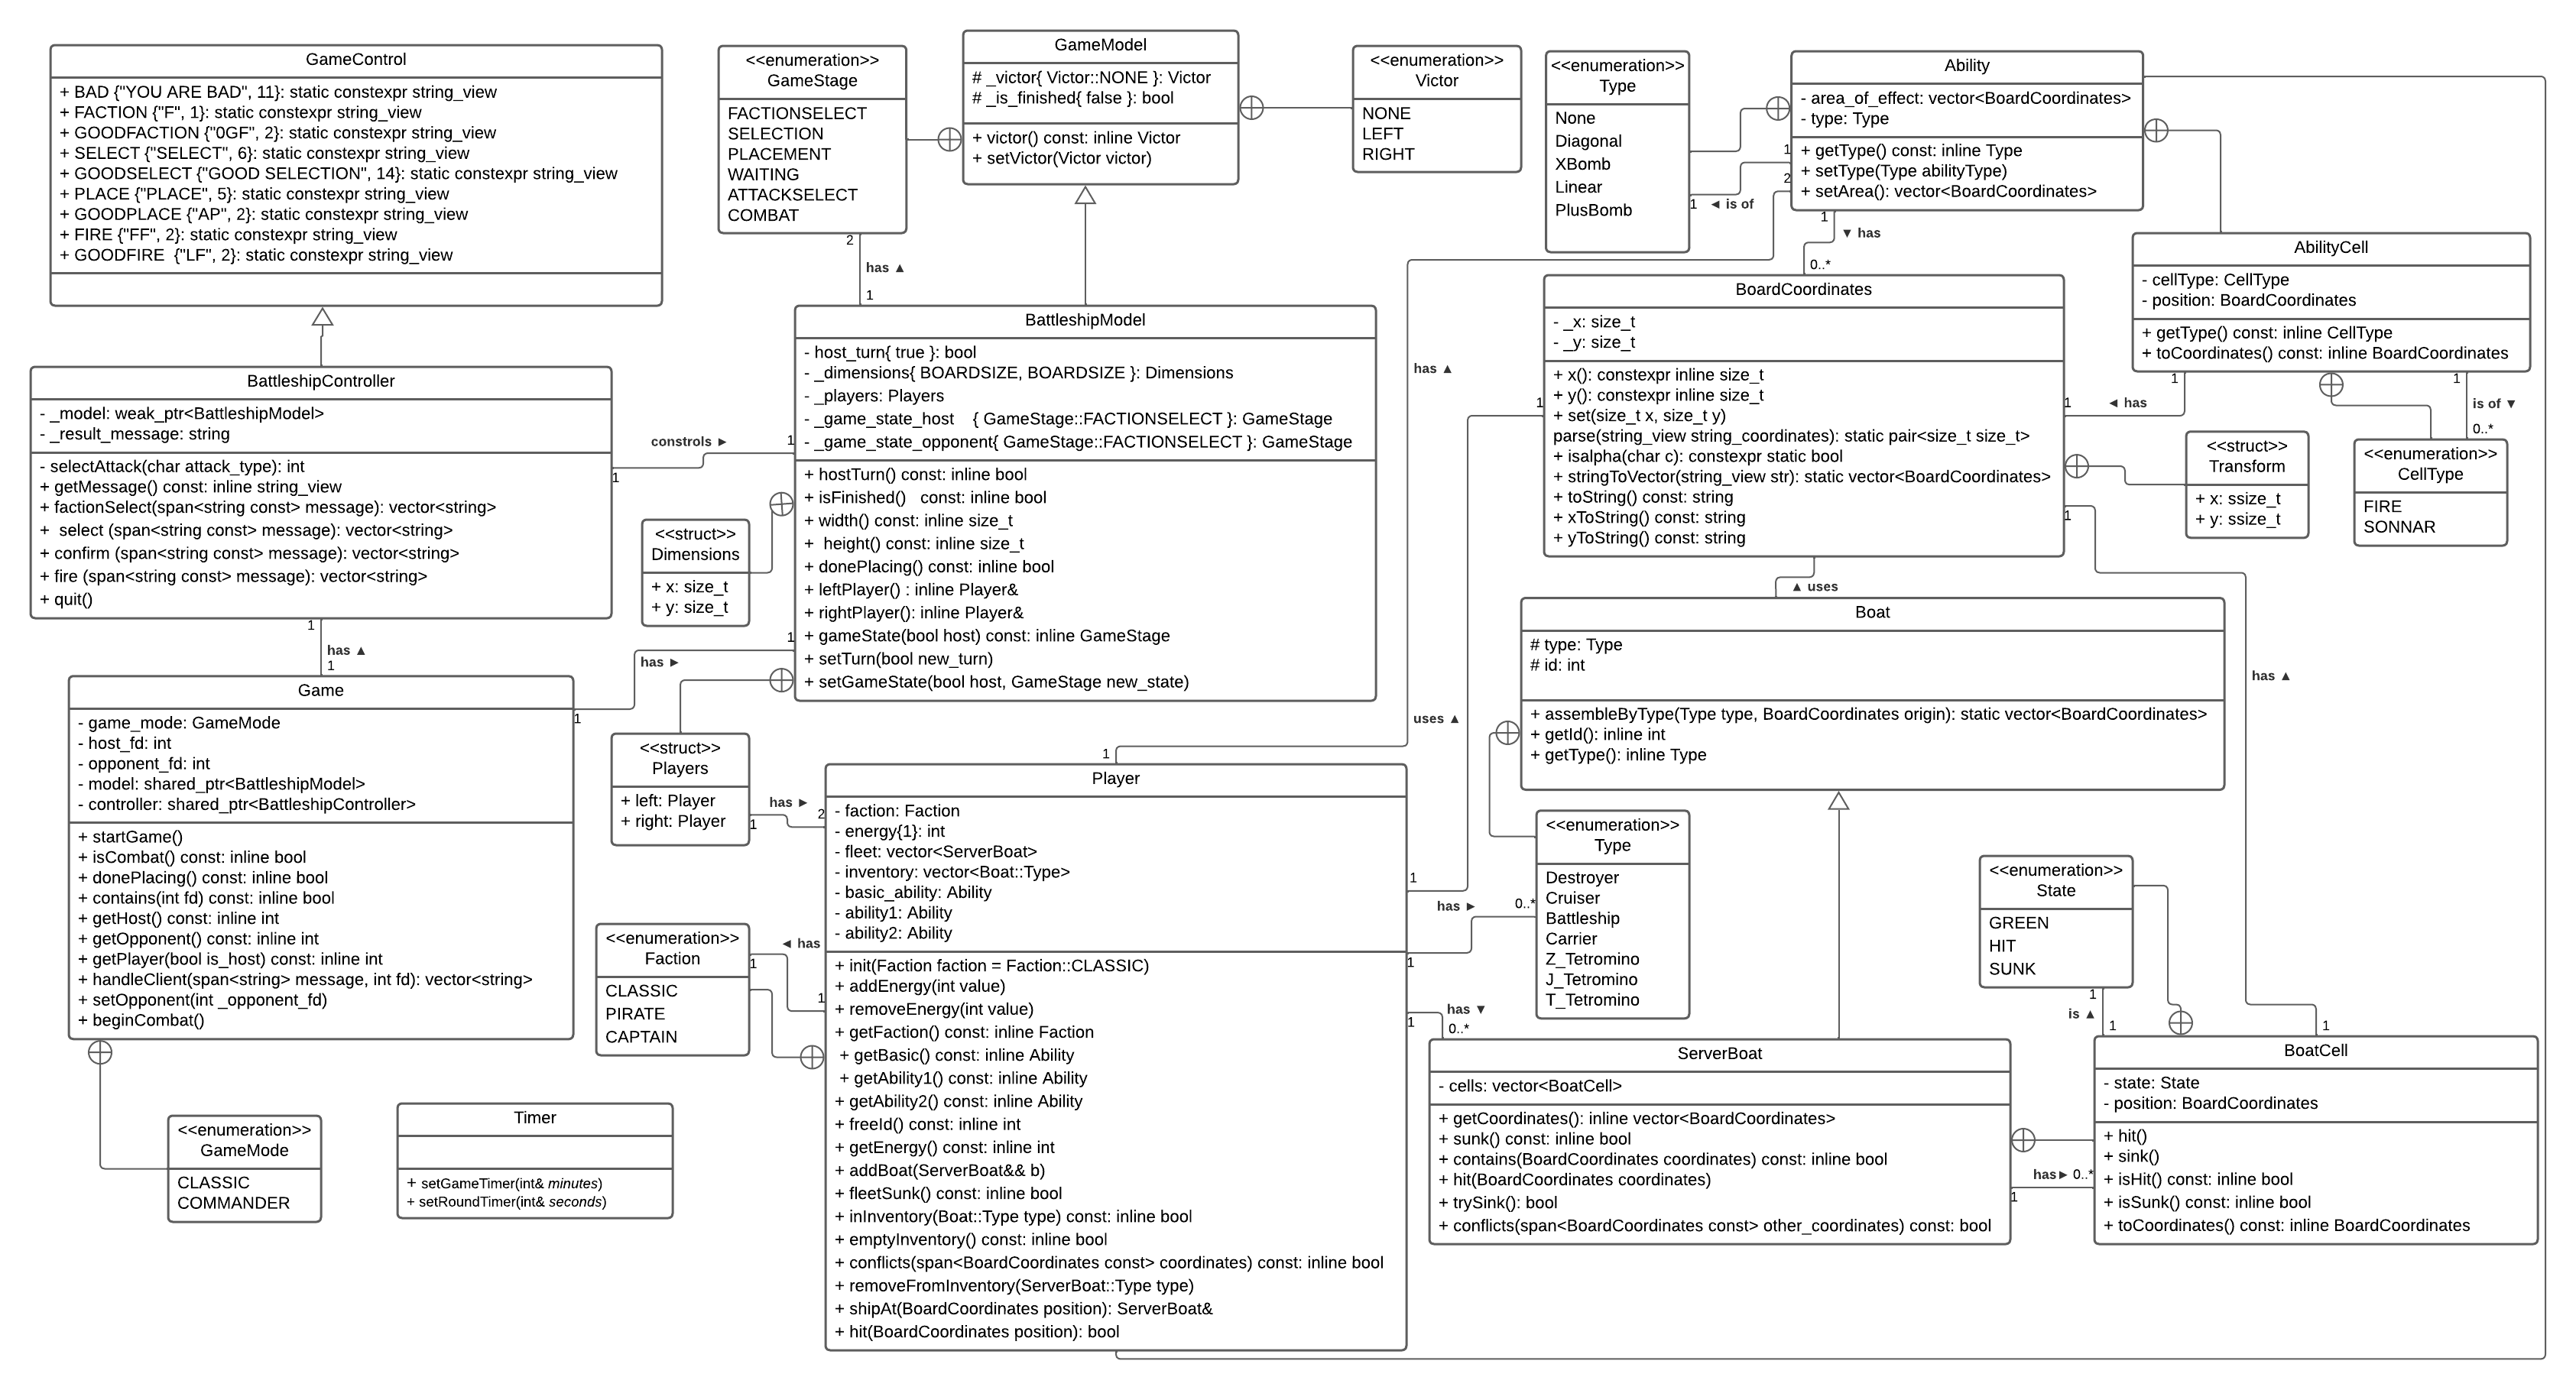 GameControl
+ BAD {"YOU ARE BAD", 11}: static constexpr string_view
+ FACTION {"F", 1}: static constexpr string_view
+ GOODFACTION {"0GF", 2}: static constexpr string_view
+ SELECT {"SELECT", 6}: static constexpr string_view
+ GOODSELECT {"GOOD SELECTION", 14}: static constexpr string_view
+ PLACE {"PLACE", 5}: static constexpr string_view
+ GOODPLACE {"AP", 2}: static constexpr string_view
+ FIRE {"FF", 2}: static constexpr string_view
+ GOODFIRE  {"LF", 2}: static constexpr string_view
<<enumeration>>
GameStage
FACTIONSELECT
SELECTION
PLACEMENT
WAITING
ATTACKSELECT
COMBAT
2
has ▲
1
GameModel
# _victor{ Victor::NONE }: Victor
# _is_finished{ false }: bool
+ victor() const: inline Victor
+ setVictor(Victor victor)
<<enumeration>>
Victor
NONE
LEFT
RIGHT
<<enumeration>>
Type
None
Diagonal
XBomb
Linear
PlusBomb
1
◄ is of
1
2
Ability
- area_of_effect: vector<BoardCoordinates>
- type: Type
+ getType() const: inline Type
+ setType(Type abilityType)
+ setArea(): vector<BoardCoordinates>
1
▼ has
0..*
AbilityCell
- cellType: CellType
- position: BoardCoordinates
+ getType() const: inline CellType
+ toCoordinates() const: inline BoardCoordinates
1
1
◄ has
1
is of ▼
0..*
<<enumeration>>
CellType
FIRE
SONNAR
<<struct>>
Transform
+ x: ssize_t
+ y: ssize_t
BoardCoordinates
- _x: size_t
- _y: size_t
+ x(): constexpr inline size_t
+ y(): constexpr inline size_t
+ set(size_t x, size_t y)
parse(string_view string_coordinates): static pair<size_t size_t>
+ isalpha(char c): constexpr static bool
+ stringToVector(string_view str): static vector<BoardCoordinates>
+ toString() const: string
+ xToString() const: string
+ yToString() const: string
1
1
▲ uses
has ▲
BattleshipController
- _model: weak_ptr<BattleshipModel>
- _result_message: string
- selectAttack(char attack_type): int
+ getMessage() const: inline string_view
+ factionSelect(span<string const> message): vector<string>
+  select (span<string const> message): vector<string>
+ confirm (span<string const> message): vector<string>
+ fire (span<string const> message): vector<string>
+ quit()
constrols ►
1
1
1
has ▲
1
BattleshipModel
- host_turn{ true }: bool
- _dimensions{ BOARDSIZE, BOARDSIZE }: Dimensions
- _players: Players
- _game_state_host    { GameStage::FACTIONSELECT }: GameStage
- _game_state_opponent{ GameStage::FACTIONSELECT }: GameStage
+ hostTurn() const: inline bool
+ isFinished()   const: inline bool
+ width() const: inline size_t
+  height() const: inline size_t
+ donePlacing() const: inline bool
+ leftPlayer() : inline Player&
+ rightPlayer(): inline Player&
+ gameState(bool host) const: inline GameStage
+ setTurn(bool new_turn)
+ setGameState(bool host, GameStage new_state)
<<struct>>
Dimensions
+ x: size_t
+ y: size_t
1
has ►
1
Game
- game_mode: GameMode
- host_fd: int
- opponent_fd: int
- model: shared_ptr<BattleshipModel>
- controller: shared_ptr<BattleshipController>
+ startGame()
+ isCombat() const: inline bool
+ donePlacing() const: inline bool
+ contains(int fd) const: inline bool
+ getHost() const: inline int
+ getOpponent() const: inline int
+ getPlayer(bool is_host) const: inline int
+ handleClient(span<string> message, int fd): vector<string>
+ setOpponent(int _opponent_fd)
+ beginCombat()
<<enumeration>>
GameMode
CLASSIC
COMMANDER
Timer
+ setGameTimer(int& minutes)
+ setRoundTimer(int& seconds)
<<struct>>
Players
+ left: Player
+ right: Player
has ►
1
2
<<enumeration>>
Faction
CLASSIC
PIRATE
CAPTAIN
◄ has
1
1
has ▲
uses ▲
1
Player
- faction: Faction
- energy{1}: int
- fleet: vector<ServerBoat>
- inventory: vector<Boat::Type>
- basic_ability: Ability
- ability1: Ability
- ability2: Ability
+ init(Faction faction = Faction::CLASSIC)
+ addEnergy(int value)
+ removeEnergy(int value)
+ getFaction() const: inline Faction
+ getBasic() const: inline Ability
+ getAbility1() const: inline Ability
+ getAbility2() const: inline Ability
+ freeId() const: inline int
+ getEnergy() const: inline int
+ addBoat(ServerBoat&& b)
+ fleetSunk() const: inline bool
+ inInventory(Boat::Type type) const: inline bool
+ emptyInventory() const: inline bool
+ conflicts(span<BoardCoordinates const> coordinates) const: inline bool
+ removeFromInventory(ServerBoat::Type type)
+ shipAt(BoardCoordinates position): ServerBoat&
+ hit(BoardCoordinates position): bool
1
has ►
0..*
1
has ▼
1
0..*
Boat
# type: Type
# id: int
+ assembleByType(Type type, BoardCoordinates origin): static vector<BoardCoordinates>
+ getId(): inline int
+ getType(): inline Type
<<enumeration>>
Type
Destroyer
Cruiser
Battleship
Carrier
Z_Tetromino
J_Tetromino
T_Tetromino
<<enumeration>>
State
GREEN
HIT
SUNK
1
is ▲
1
1
ServerBoat
- cells: vector<BoatCell>
+ getCoordinates(): inline vector<BoardCoordinates>
+ sunk() const: inline bool
+ contains(BoardCoordinates coordinates) const: inline bool
+ hit(BoardCoordinates coordinates)
+ trySink(): bool
+ conflicts(span<BoardCoordinates const> other_coordinates) const: bool
has► 0..*
1
BoatCell
- state: State
- position: BoardCoordinates
+ hit()
+ sink()
+ isHit() const: inline bool
+ isSunk() const: inline bool
+ toCoordinates() const: inline BoardCoordinates